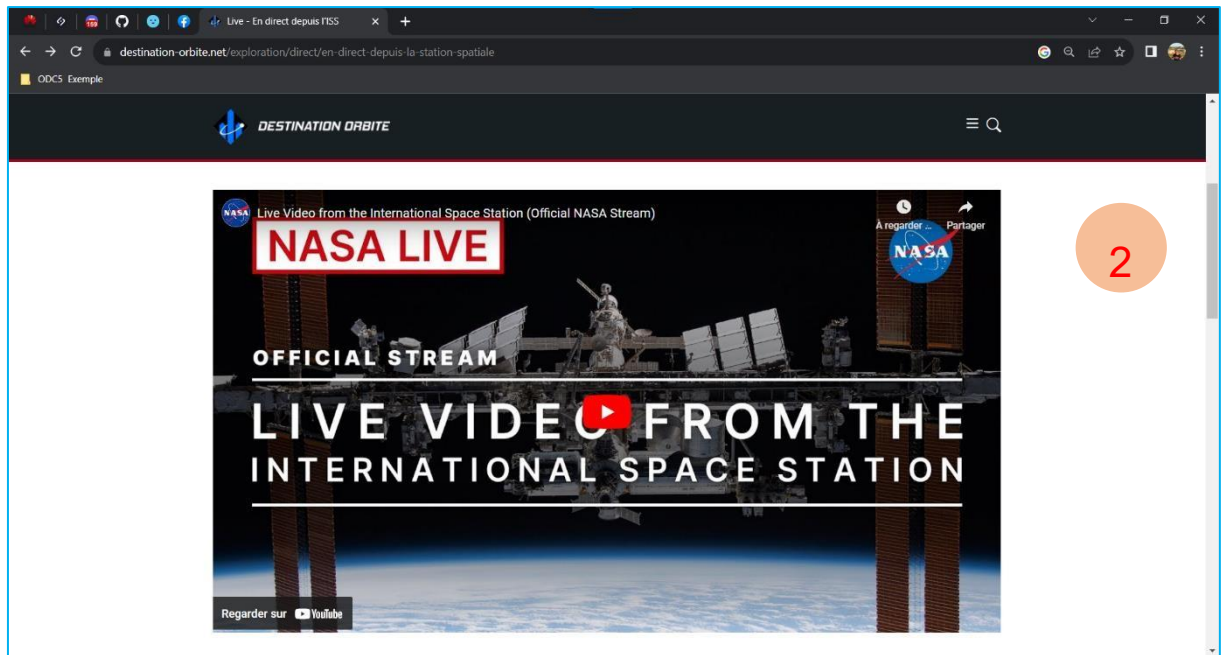 159
Live - En direct depuis l'ISS
destination-orbite.net/exploration/direct/en-direct-depuis-la-station-spatiale
ODC5 Exemple
DESTINATION ORBITE
NASA
Live Video from the International Space Station (Official NASA Stream)
À regarder ...
Partager
NASA LIVE
NASA
2
OFFICIAL STREAM
LIVE VIDEO FROM THE
INTERNATIONAL SPACE STATION
Regarder sur YouTube